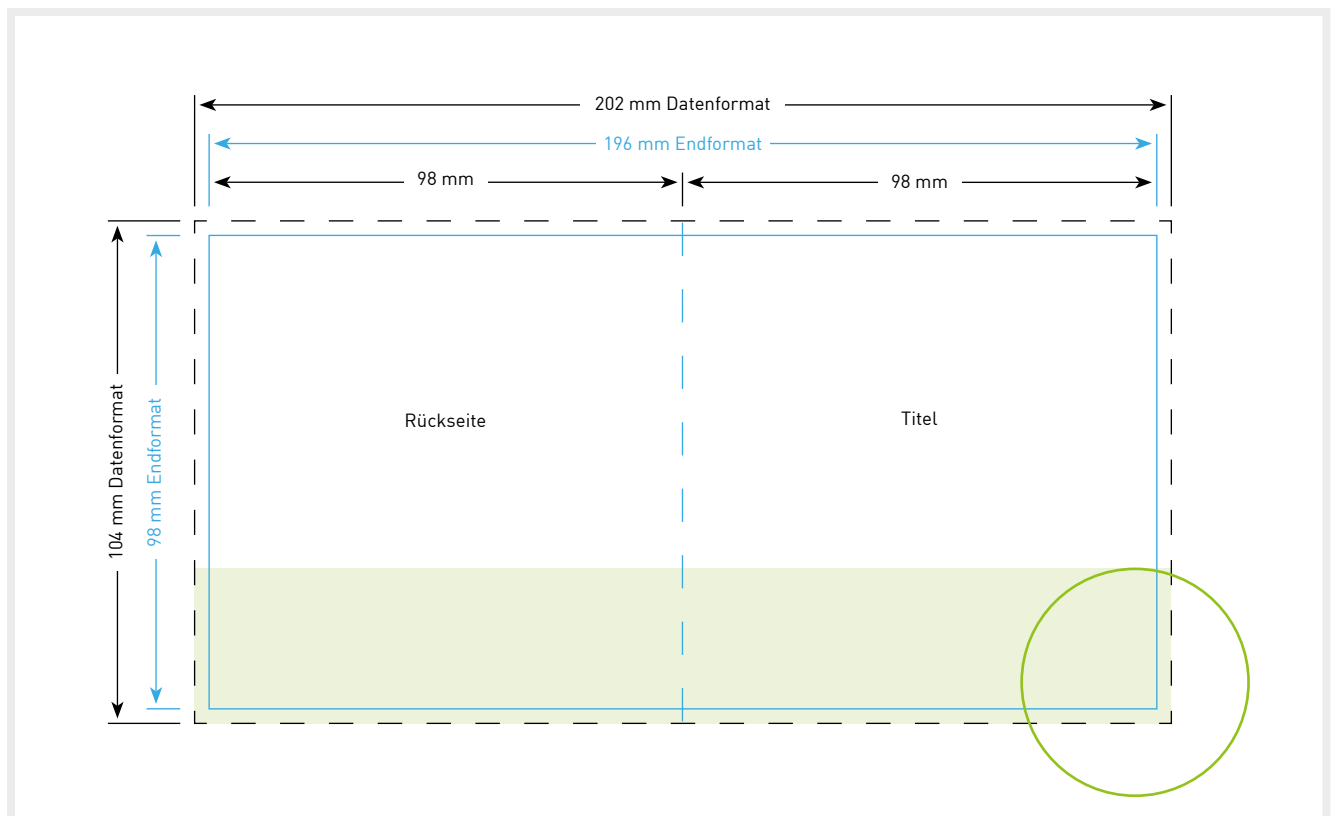 202 mm Datenformat
196 mm Endformat
98 mm
98 mm
104 mm Datenformat
98 mm Endformat
Rückseite
Titel